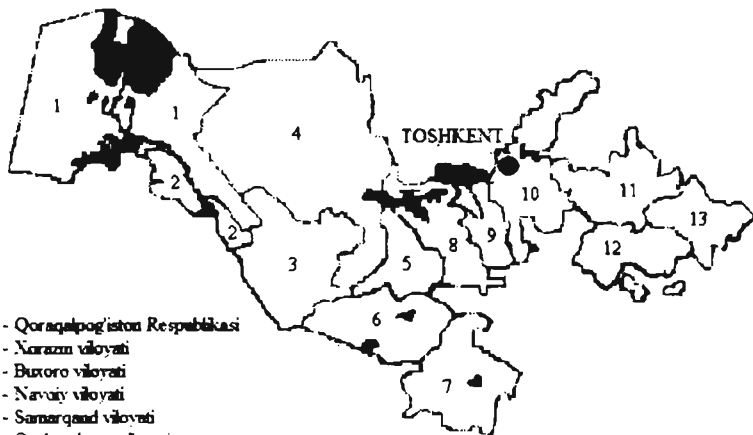 TOSHKENT
1
1
4
2
2
3
5
8
9
10
11
13
12
6
7
- Qoraqalpog'iston Respublikasi
- Xorazm viloyati
- Buxoro viloyati
- Navoiy viloyati
- Samarqand viloyati